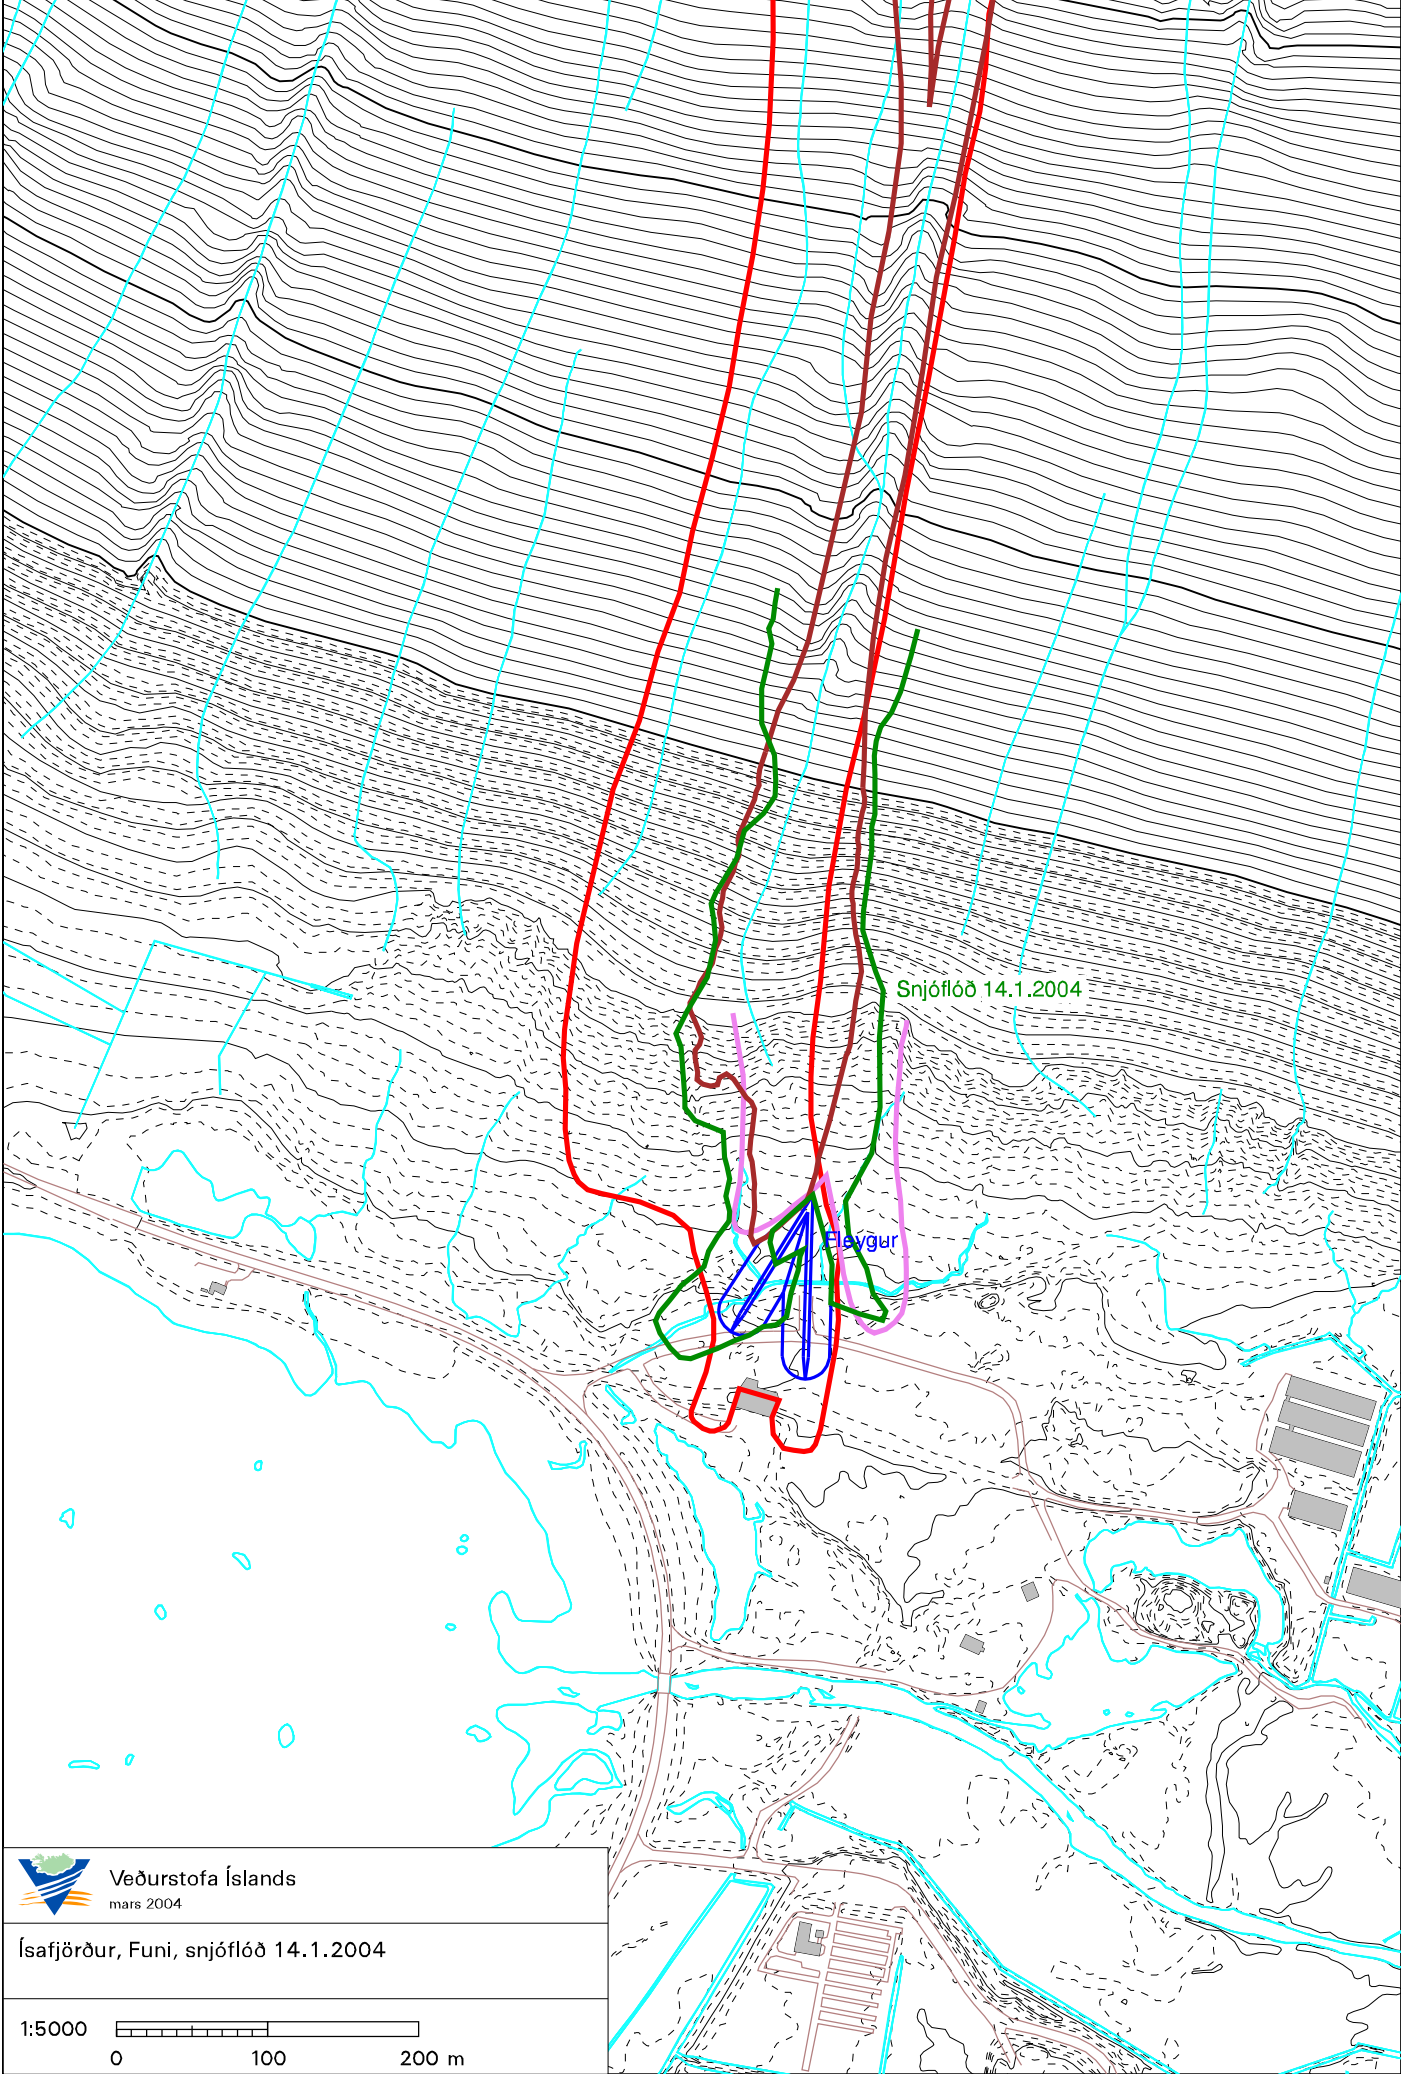 Snjóflóð 14.1.2004
Fleygur
Veðurstofa Íslands
mars 2004
Ísafjörður, Funi, snjóflóð 14.1.2004
1:5000
0 100 200 m